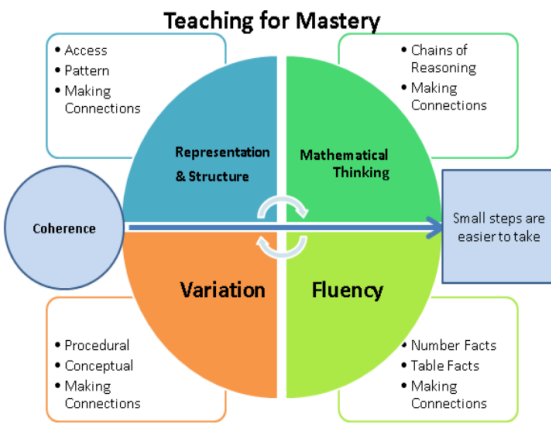 Teaching for Mastery
• Access
• Pattern
• Making
Connections
• Chains of
Reasoning
• Making
Connections
Representation
& Structure
Mathematical
Thinking
Coherence
Small steps are
easier to take
Variation
Fluency
• Procedural
• Conceptual
• Making
Connections
• Number Facts
• Table Facts
• Making
Connections